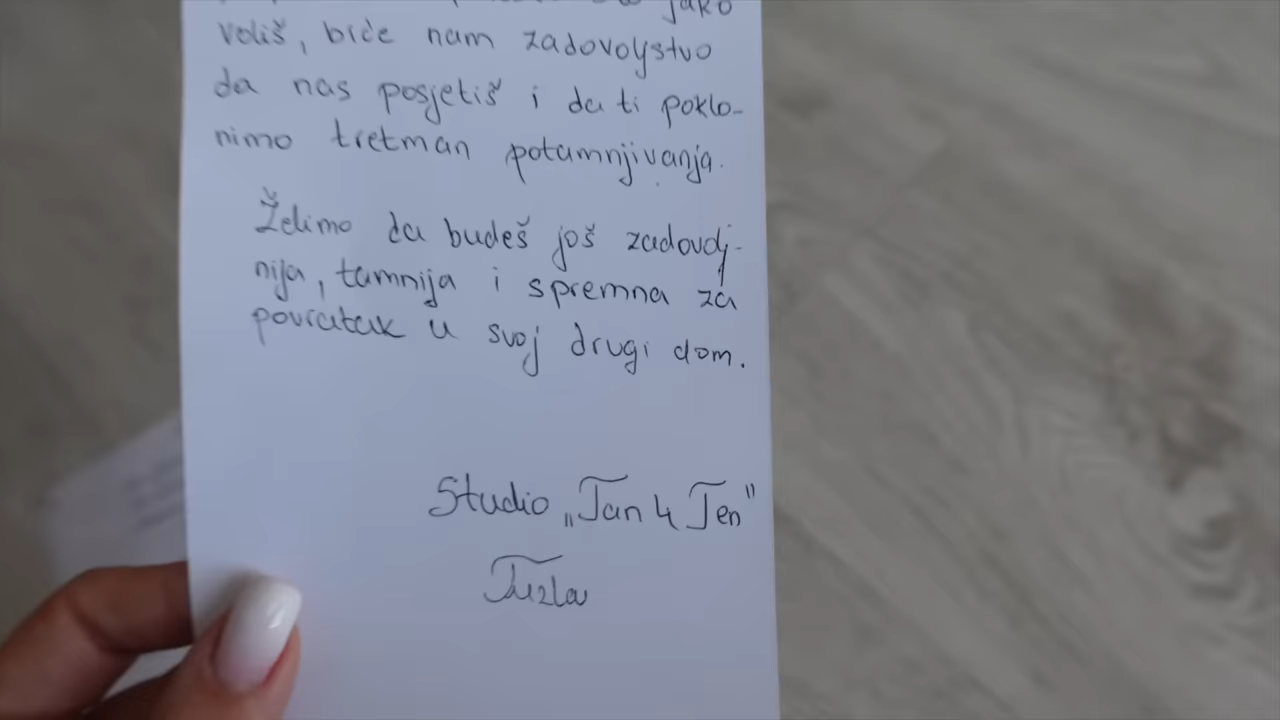 jako
voliš, biće nam zadovoljstvo
da nas posjetiš i da ti poklo-
nimo tretman potamnjivanja.
Želimo da budeš još zadovolj-
nija, tamnija i spremna za
povratak u svoj drugi dom.
Studio „Tan 4 Ten"
Tuzla